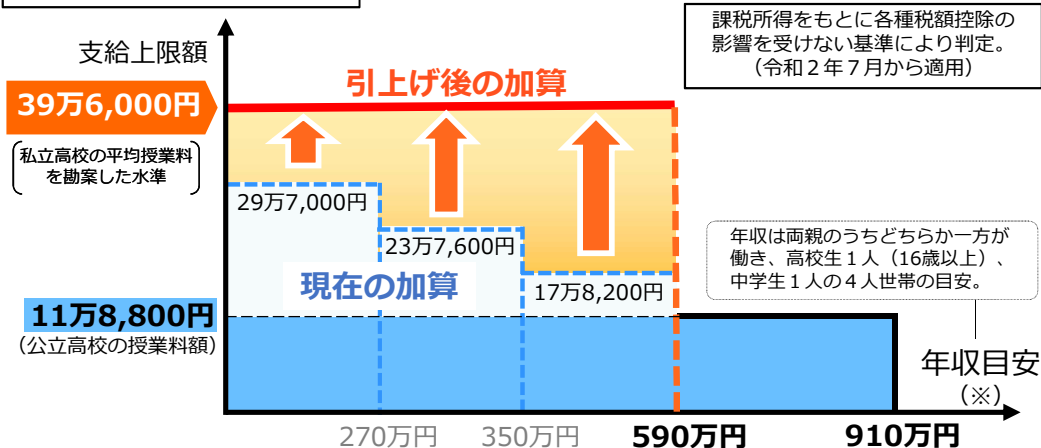 課税所得をもとに各種税額控除の
影響を受けない基準により判定。
(令和2年7月から適用)
支給上限額
引上げ後の加算
39万6,000円
私立高校の平均授業料
を勘案した水準
29万7,000円
23万7,600円
17万8,200円
現在の加算
年収は両親のうちどちらか一方が
働き、高校生1人(16歳以上)、
中学生1人の4人世帯の目安。
11万8,800円
(公立高校の授業料額)
年収目安
(※)
270万円
350万円
590万円
910万円